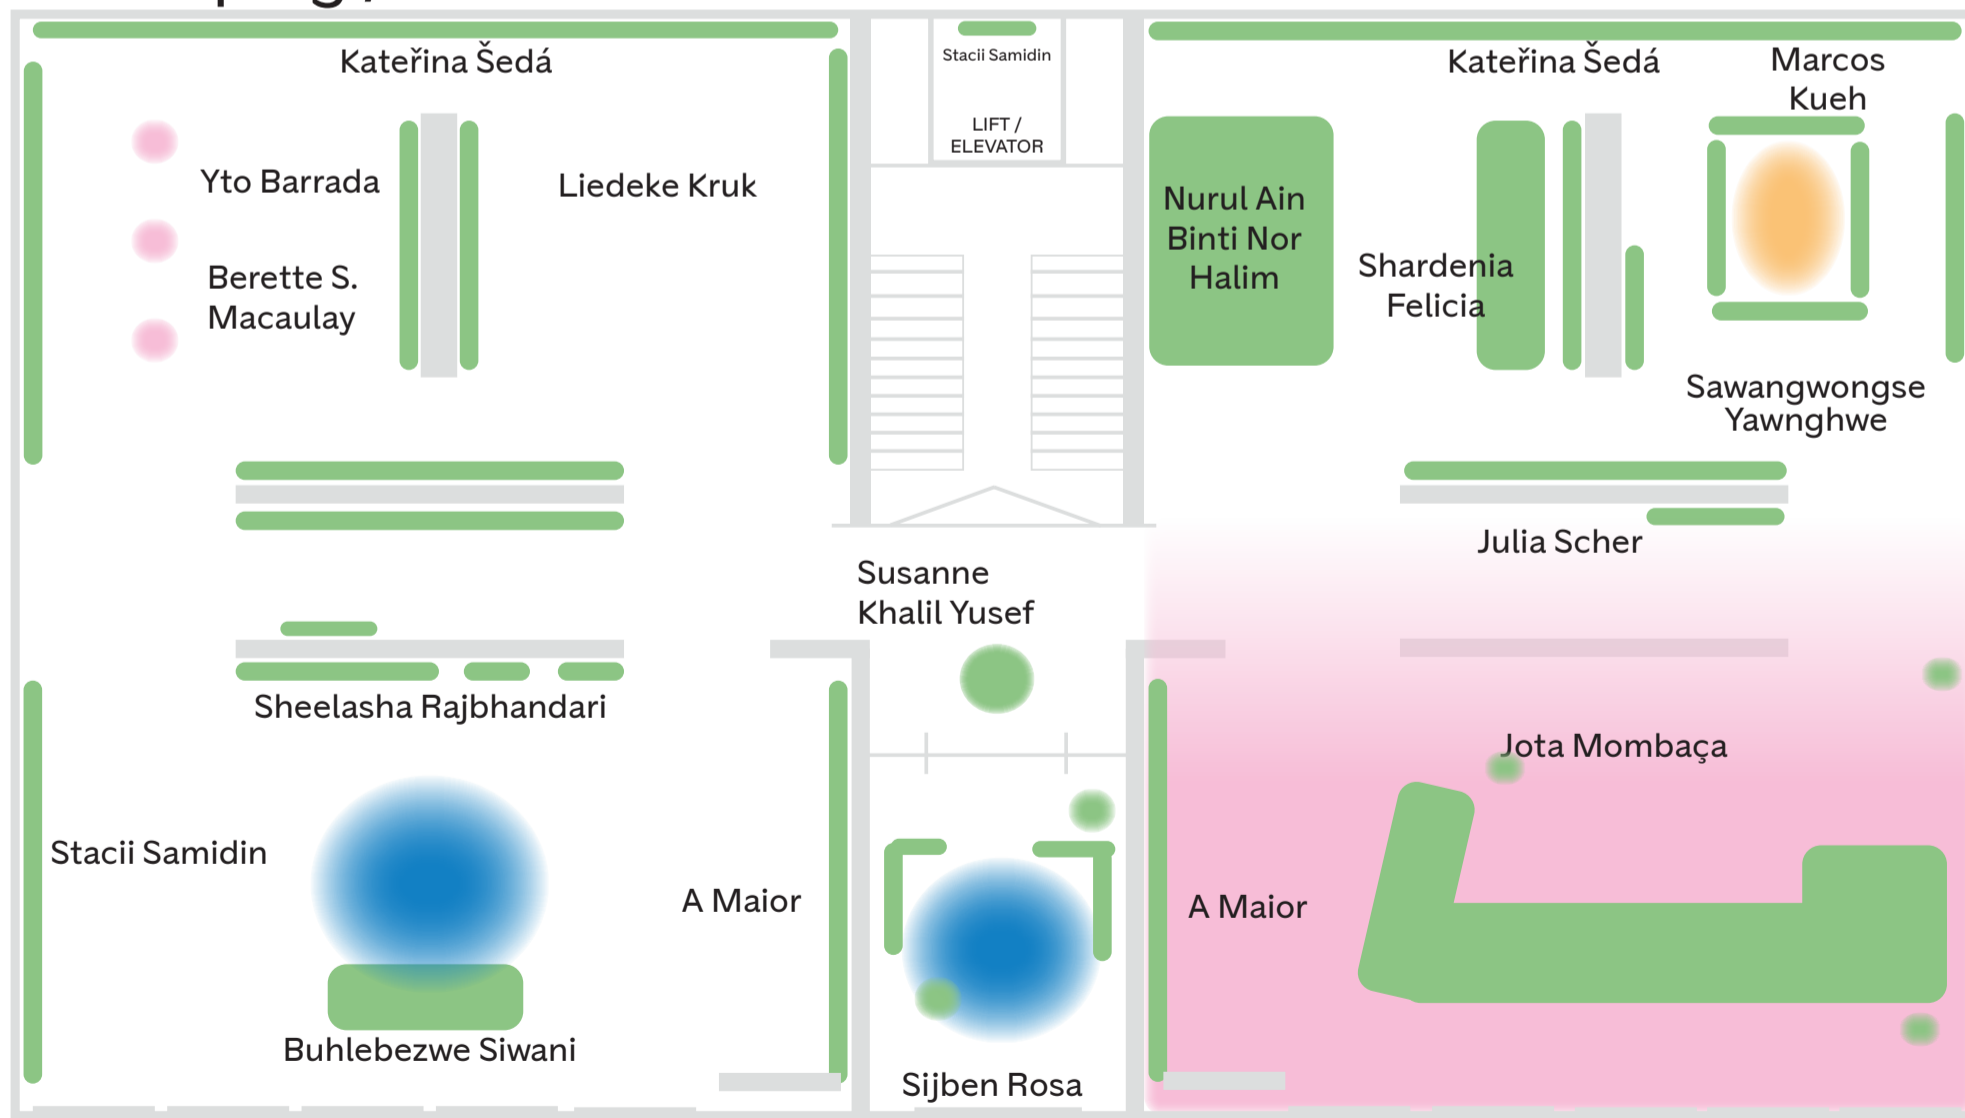 Kateřina Šedá
Stacii Samidin
LIFT /
ELEVATOR
Kateřina Šedá
Marcos
Kueh
Yto Barrada
Liedeke Kruk
Berette S.
Macaulay
Nurul Ain
Binti Nor
Halim
Shardenia
Felicia
Sawangwongse
Yawnghwe
Julia Scher
Susanne
Khalil Yusef
Sheelasha Rajbhandari
Jota Mombaça
Stacii Samidin
A Maior
A Maior
Buhlebezwe Siwani
Sijben Rosa